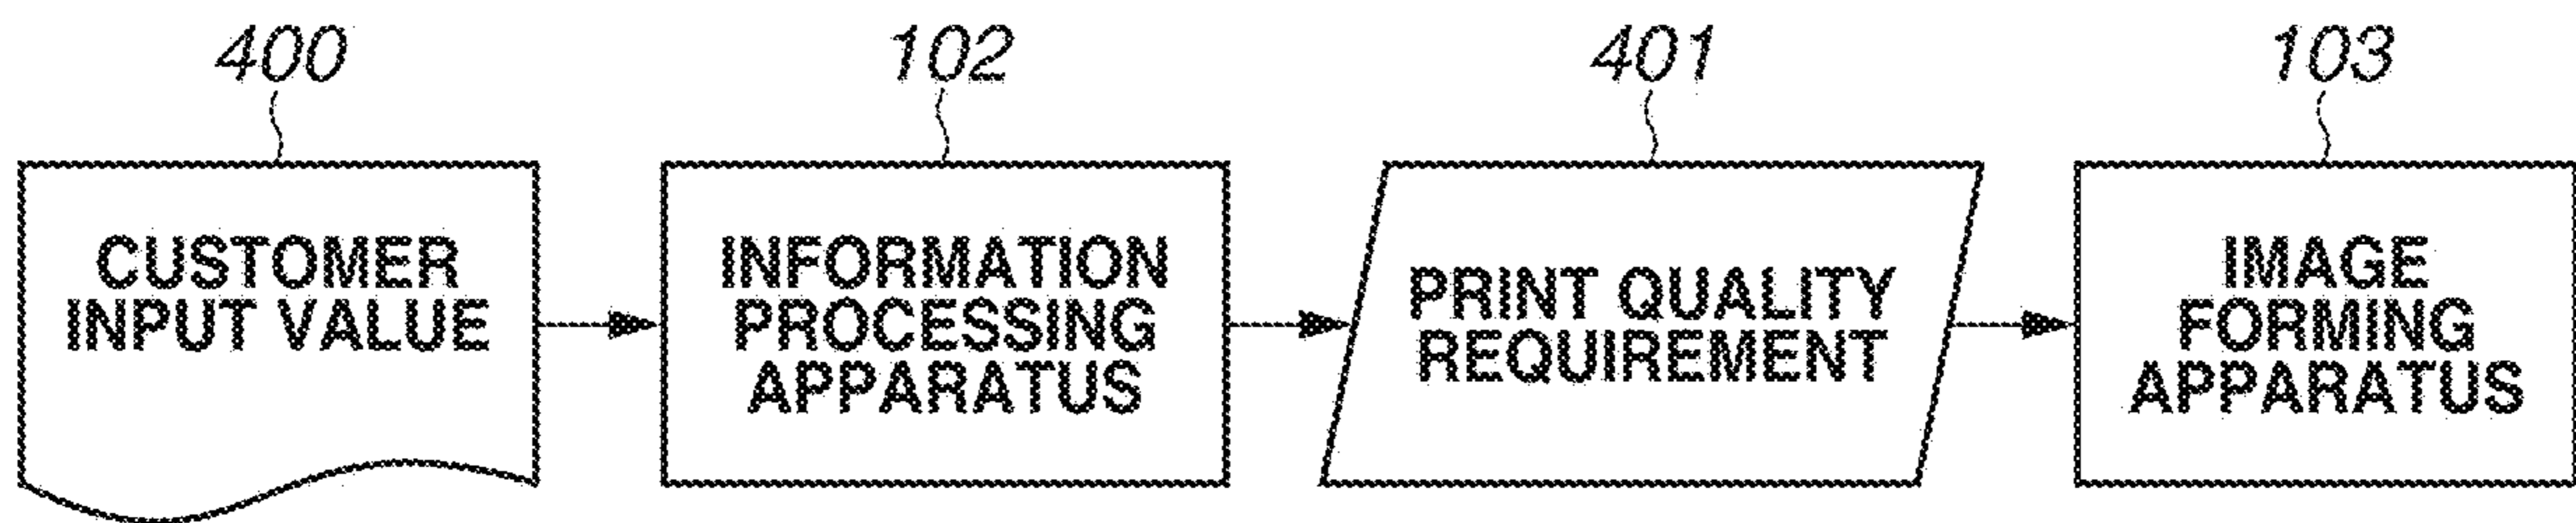 400
102
401
103
CUSTOMER
INPUT VALUE
INFORMATION
PROCESSING
APPARATUS
PRINT QUALITY
REQUIREMENT
IMAGE
FORMING
APPARATUS